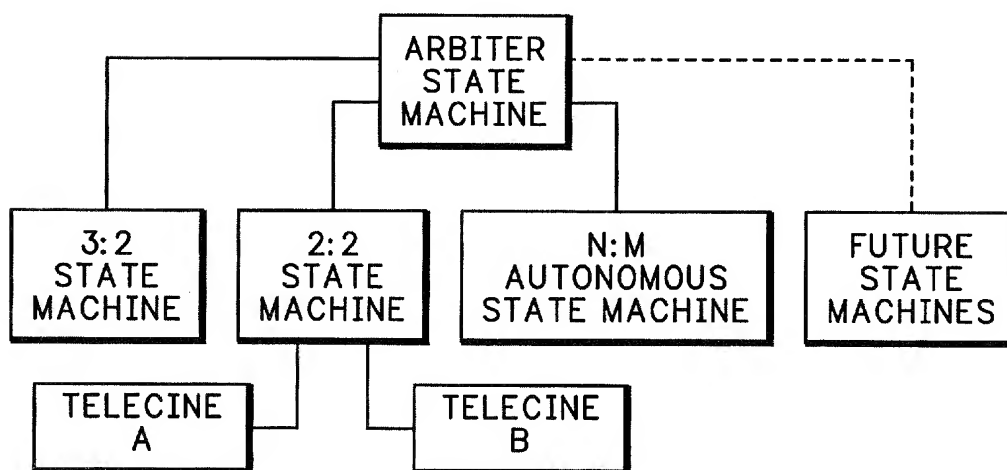 ARBITER
STATE
MACHINE
3:2
STATE
MACHINE
2:2
STATE
MACHINE
N:M
AUTONOMOUS
STATE MACHINE
FUTURE
STATE
MACHINES
TELECINE
A
TELECINE
B